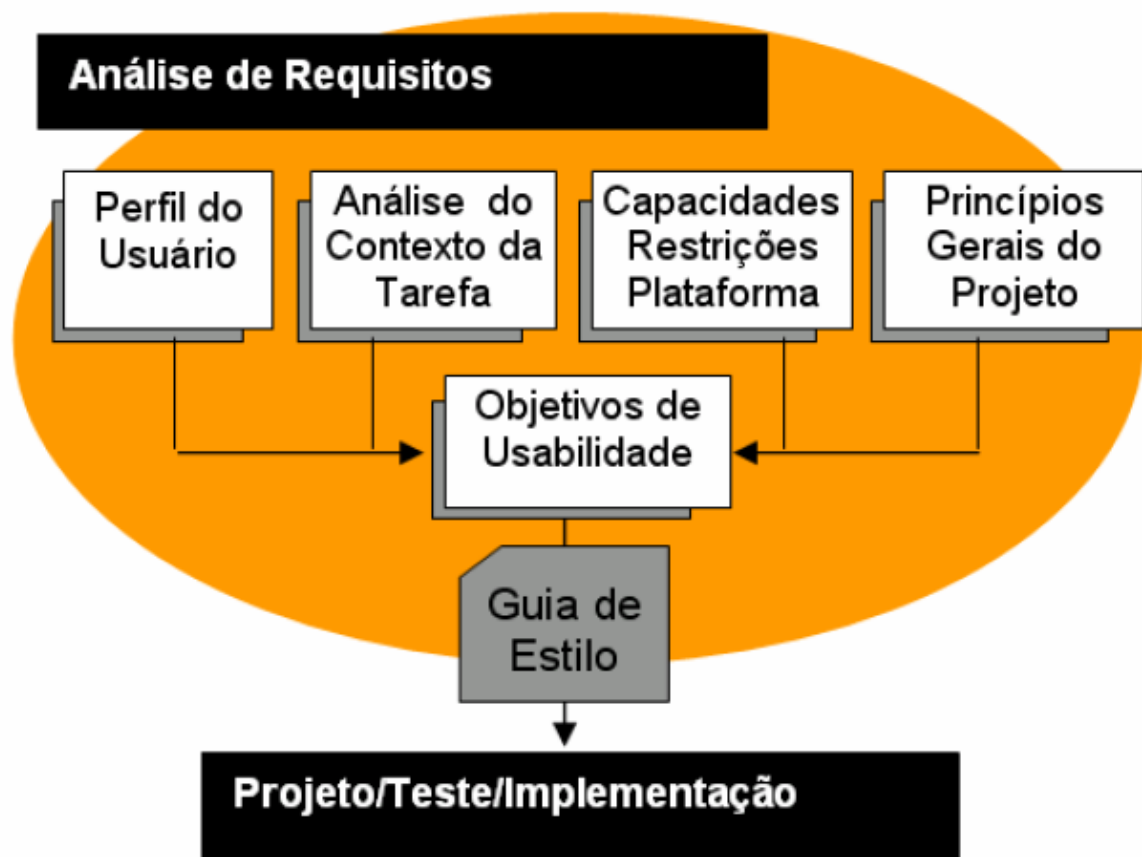 Análise de Requisitos
Perfil do
Usuário
Análise do
Contexto da
Tarefa
Capacidades
Restrições
Plataforma
Princípios
Gerais do
Projeto
Objetivos de
Usabilidade
Guia de
Estilo
Projeto/Teste/Implementação